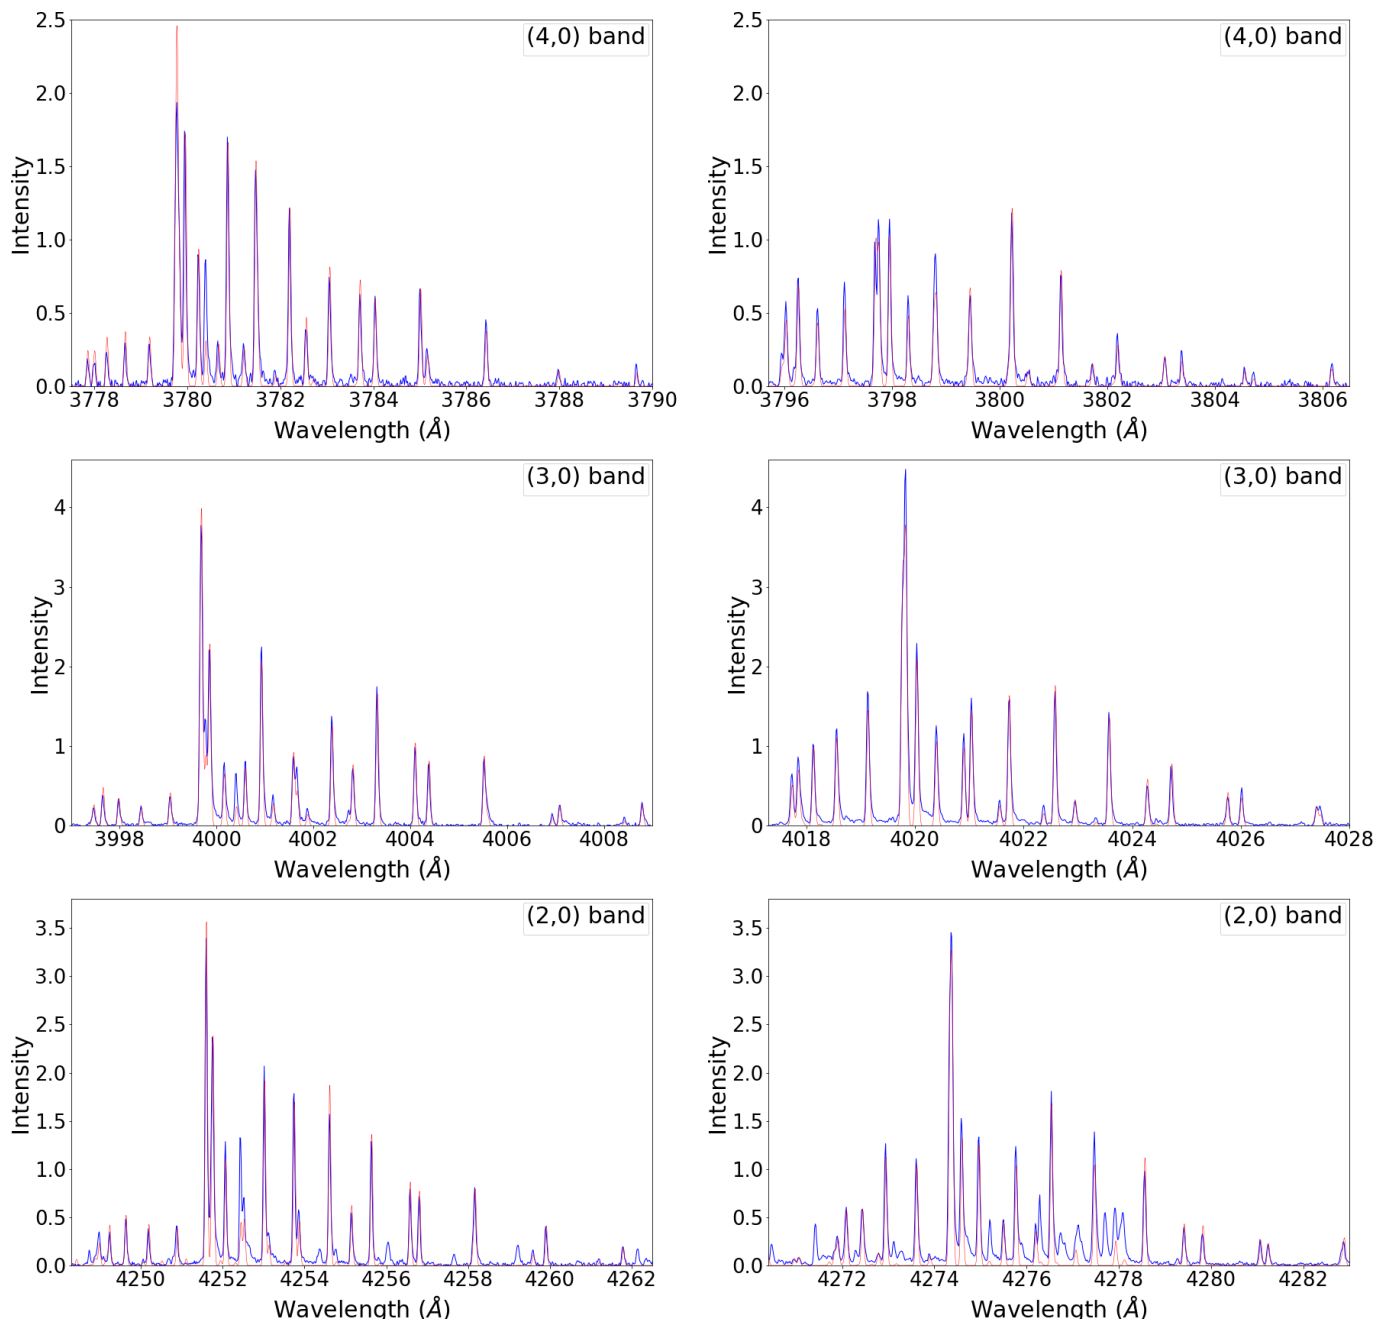 (4,0) band
Intensity
2.5
2.0
1.5
1.0
0.5
0.0
3778 3780 3782 3784 3786 3788 3790
Wavelength (Å)
(4,0) band
Intensity
2.5
2.0
1.5
1.0
0.5
0.0
3796 3798 3800 3802 3804 3806
Wavelength (Å)
(3,0) band
Intensity
4
3
2
1
0
3998 4000 4002 4004 4006 4008
Wavelength (Å)
(3,0) band
Intensity
4
3
2
1
0
4018 4020 4022 4024 4026 4028
Wavelength (Å)
(2,0) band
Intensity
3.5
3.0
2.5
2.0
1.5
1.0
0.5
0.0
4250 4252 4254 4256 4258 4260 4262
Wavelength (Å)
(2,0) band
Intensity
3.5
3.0
2.5
2.0
1.5
1.0
0.5
0.0
4272 4274 4276 4278 4280 4282
Wavelength (Å)